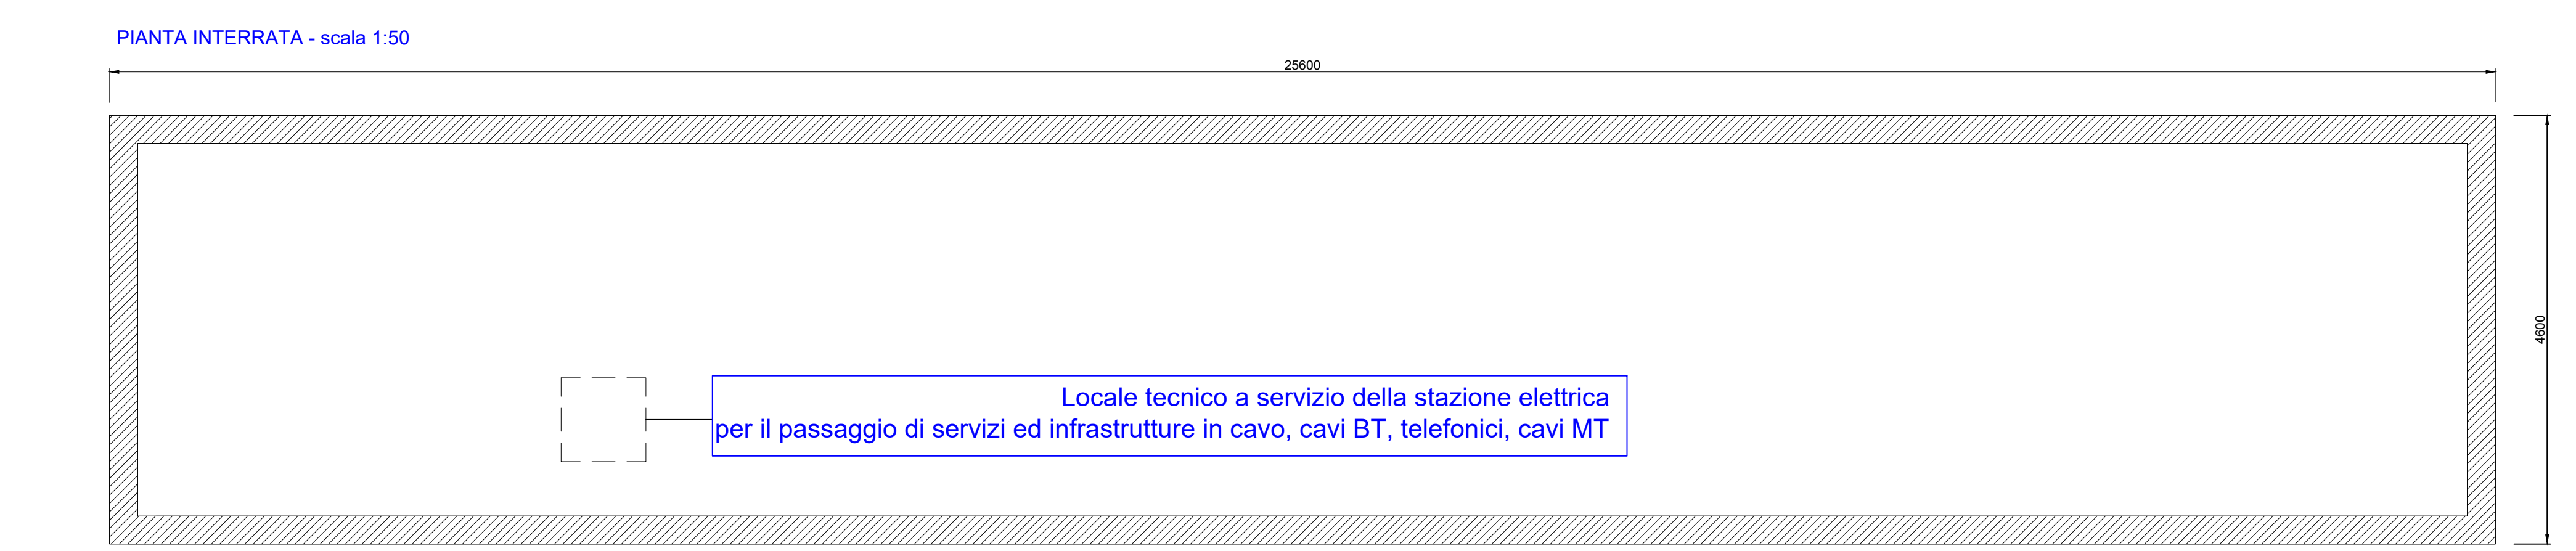 PIANTA INTERRATA - scala 1:50
25600
4600
Locale tecnico a servizio della stazione elettrica
per il passaggio di servizi ed infrastrutture in cavo, cavi BT, telefonici, cavi MT